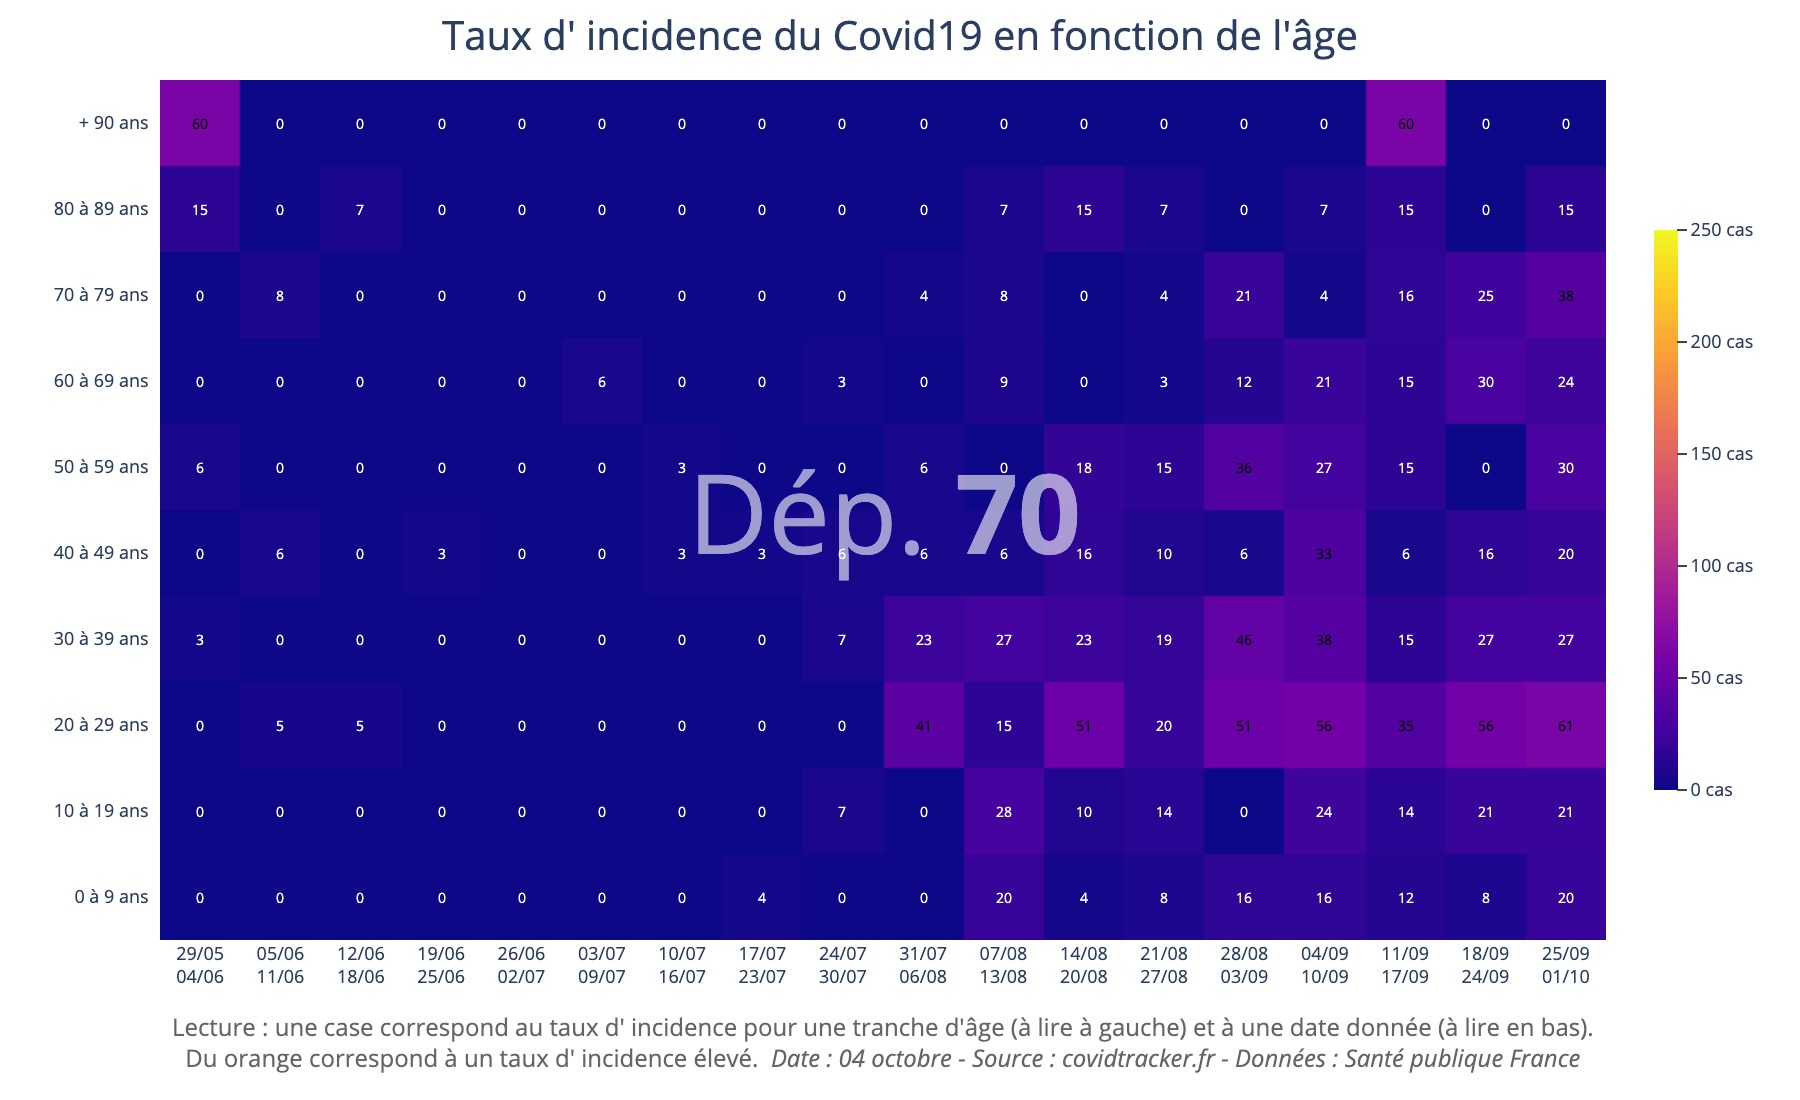 Taux d' incidence du Covid19 en fonction de l'âge
+ 90 ans 60 0 0 0 0 0 0 0 0 0 0 0 0 0 0 60 0 0
80 à 89 ans 15 0 7 0 0 0 0 0 0 0 7 15 7 0 7 15 0 15
70 à 79 ans 0 8 0 0 0 0 0 0 0 4 8 0 4 21 4 16 25 38
60 à 69 ans 0 0 0 0 0 6 0 0 3 0 9 0 3 12 21 15 30 24
50 à 59 ans 6 0 0 0 0 0 3 0 0 6 0 18 15 36 27 15 0 30
Dép. 70
40 à 49 ans 0 6 0 3 0 0 3 3 6 6 6 16 10 6 33 6 16 20
30 à 39 ans 3 0 0 0 0 0 0 0 7 23 27 23 19 46 38 15 27 27
20 à 29 ans 0 5 5 0 0 0 0 0 0 41 15 51 20 51 56 35 56 61
10 à 19 ans 0 0 0 0 0 0 0 0 7 0 28 10 14 0 24 14 21 21
0 à 9 ans 0 0 0 0 0 0 0 4 0 0 20 4 8 16 16 12 8 20
29/05 05/06 12/06 19/06 26/06 03/07 10/07 17/07 24/07 31/07 07/08 14/08 21/08 28/08 04/09 11/09 18/09 25/09
04/06 11/06 18/06 25/06 02/07 09/07 16/07 23/07 30/07 06/08 13/08 20/08 27/08 03/09 10/09 17/09 24/09 01/10
250 cas
200 cas
150 cas
100 cas
50 cas
0 cas
Lecture : une case correspond au taux d' incidence pour une tranche d'âge (à lire à gauche) et à une date donnée (à lire en bas).
Du orange correspond à un taux d' incidence élevé. Date : 04 octobre - Source : covidtracker.fr - Données : Santé publique France